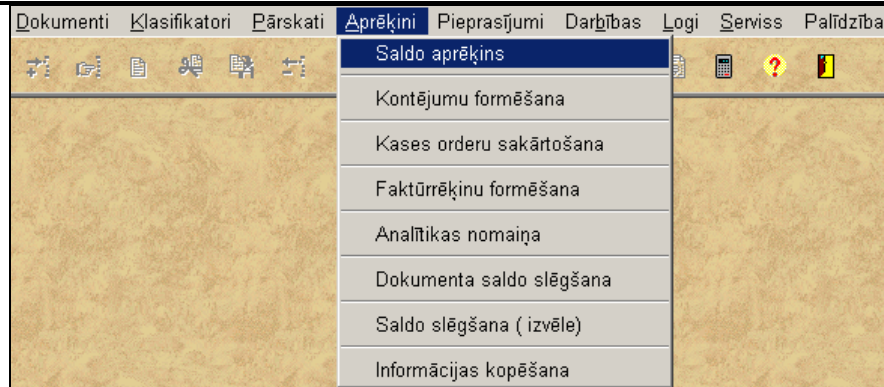 Dokumenti Klasifikatori Pārskati Aprēķini Pieprasījumi Darbības Logi Serviss Palīdzība
Saldo aprēķins
?
Kontējumu formēšana
Kases orderu sakārtošana
Faktūrrēķinu formēšana
Analītikas nomaiņa
Dokumenta saldo slēgšana
Saldo slēgšana ( izvēle)
Informācijas kopēšana